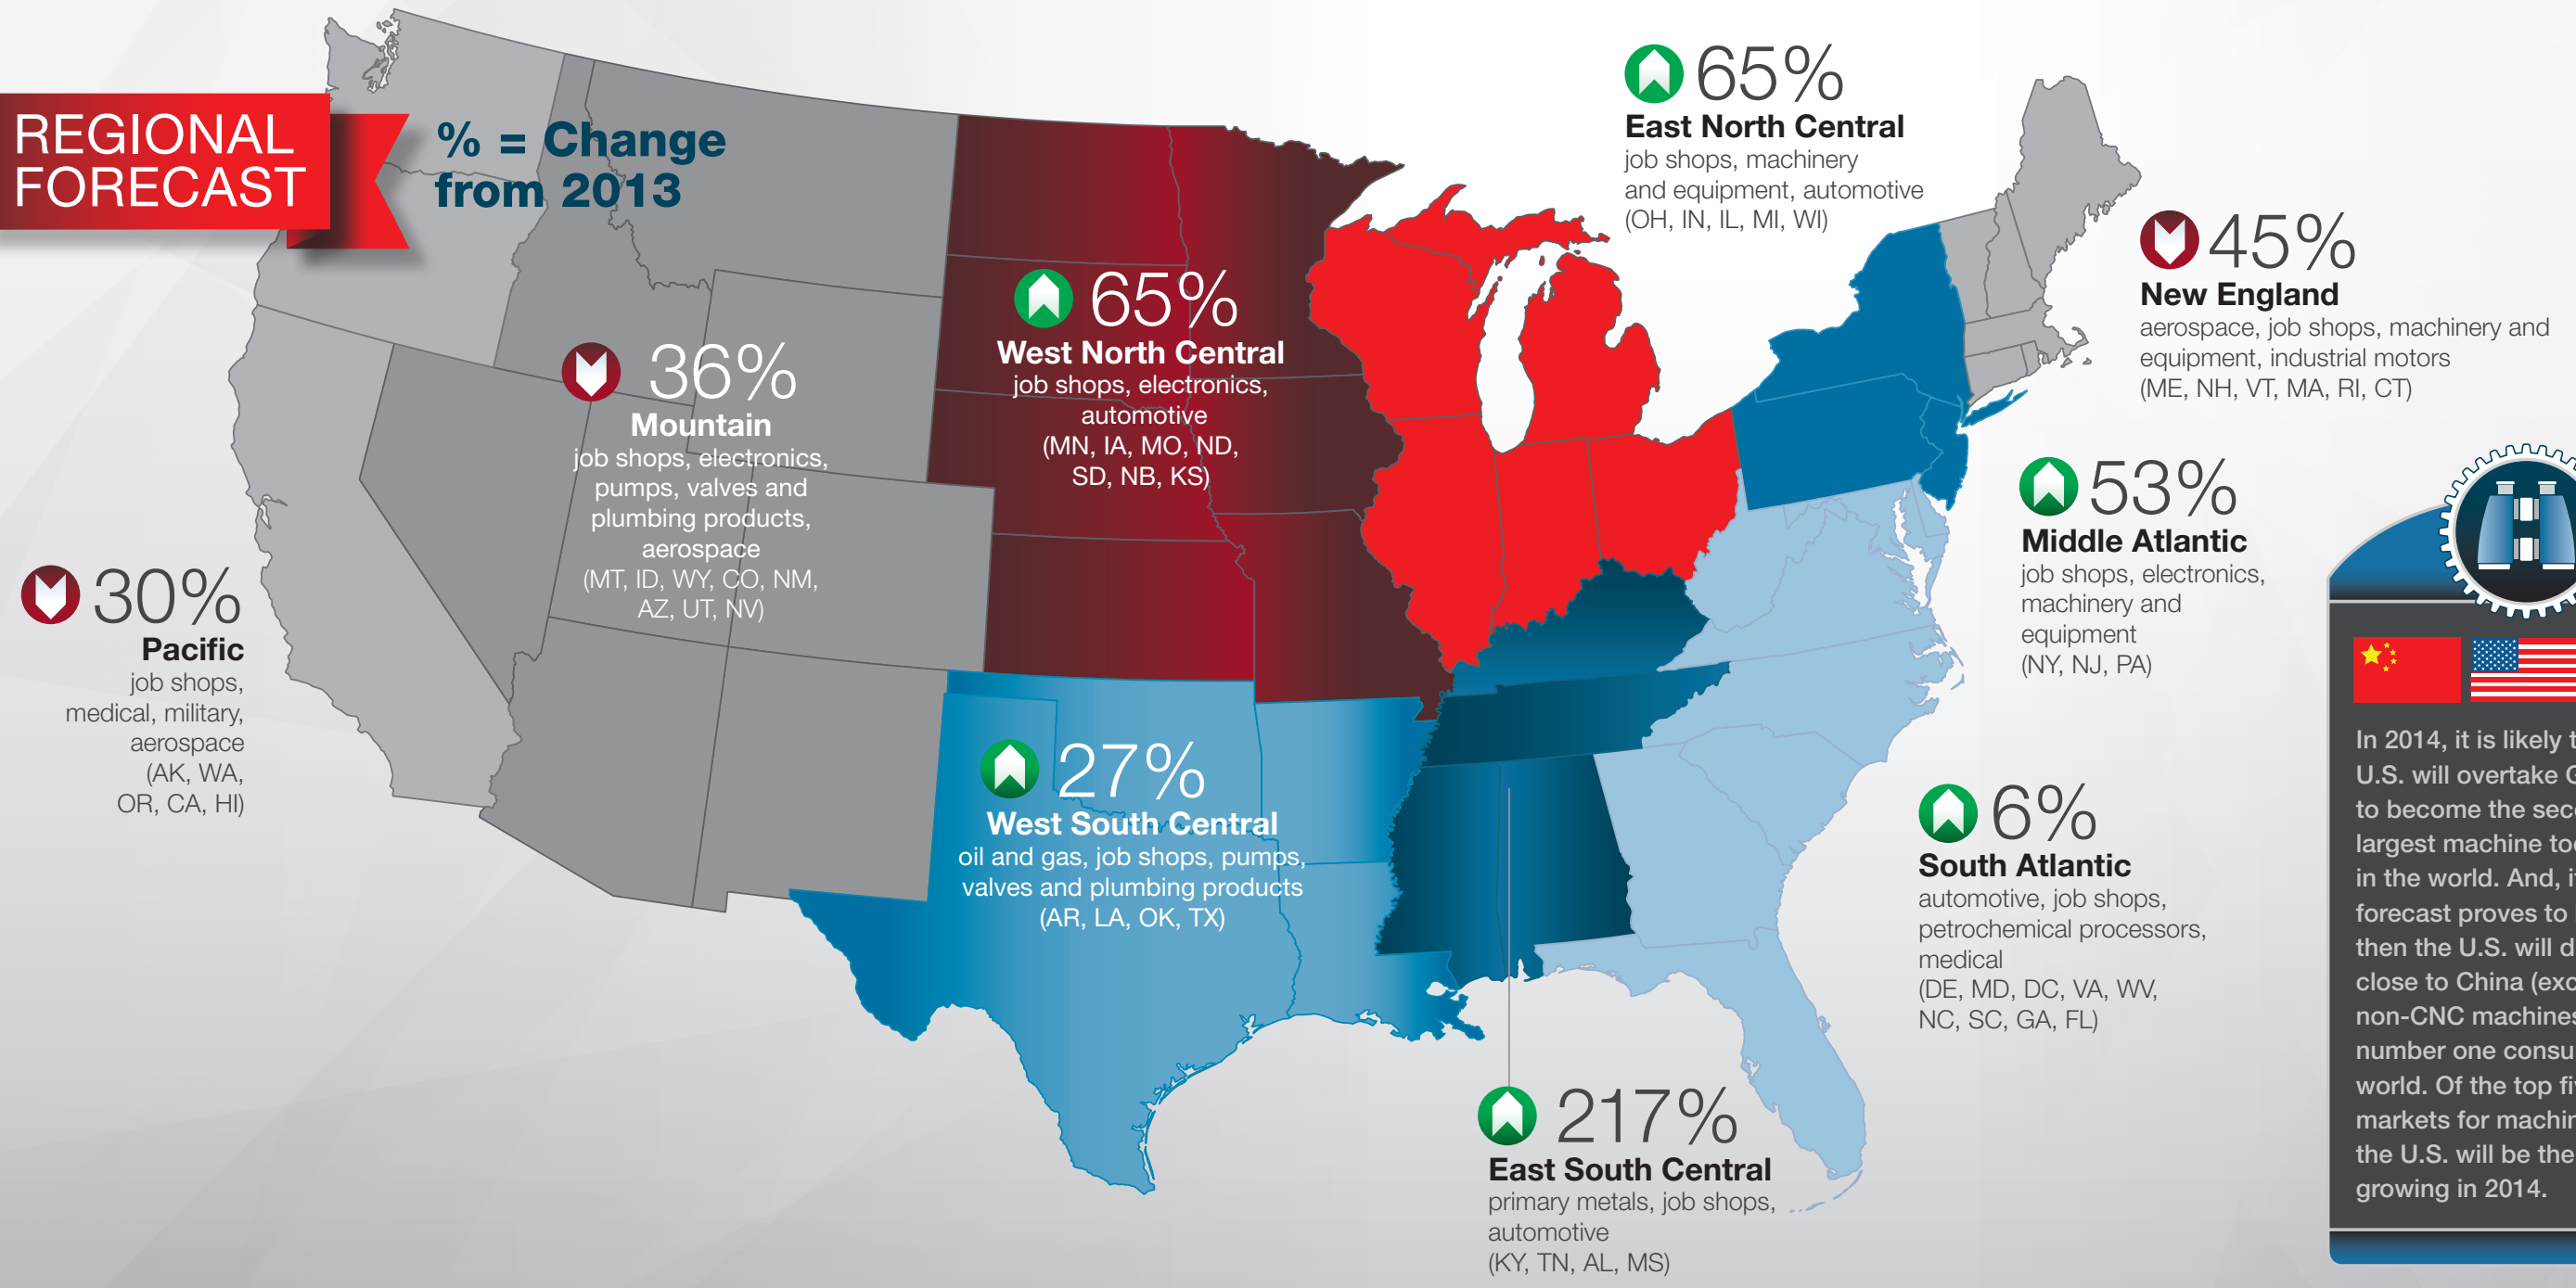 REGIONAL
FORECAST
% = Change
from 2013
65%
East North Central
job shops, machinery
and equipment, automotive
(OH, IN, IL, MI, WI)
45%
New England
aerospace, job shops, machinery and
equipment, industrial motors
(ME, NH, VT, MA, RI, CT)
65%
West North Central
job shops, electronics,
automotive
(MN, IA, MO, ND,
SD, NB, KS)
36%
Mountain
job shops, electronics,
pumps, valves and
plumbing products,
aerospace
(MT, ID, WY, CO, NM,
AZ, UT, NV)
53%
Middle Atlantic
job shops, electronics,
machinery and
equipment
(NY, NJ, PA)
30%
Pacific
job shops,
medical, military,
aerospace
(AK, WA,
OR, CA, HI)
27%
West South Central
oil and gas, job shops, pumps,
valves and plumbing products
(AR, LA, OK, TX)
6%
South Atlantic
automotive, job shops,
petrochemical processors,
medical
(DE, MD, DC, VA, WV,
NC, SC, GA, FL)
217%
East South Central
primary metals, job shops,
automotive
(KY, TN, AL, MS)
In 2014, it is likely
U.S. will overtake
to become the
largest machine
in the world. And,
forecast proves to
then the U.S. will
close to China
non-CNC
number one
world. Of the top
markets for
the U.S. will be the
growing in 2014.